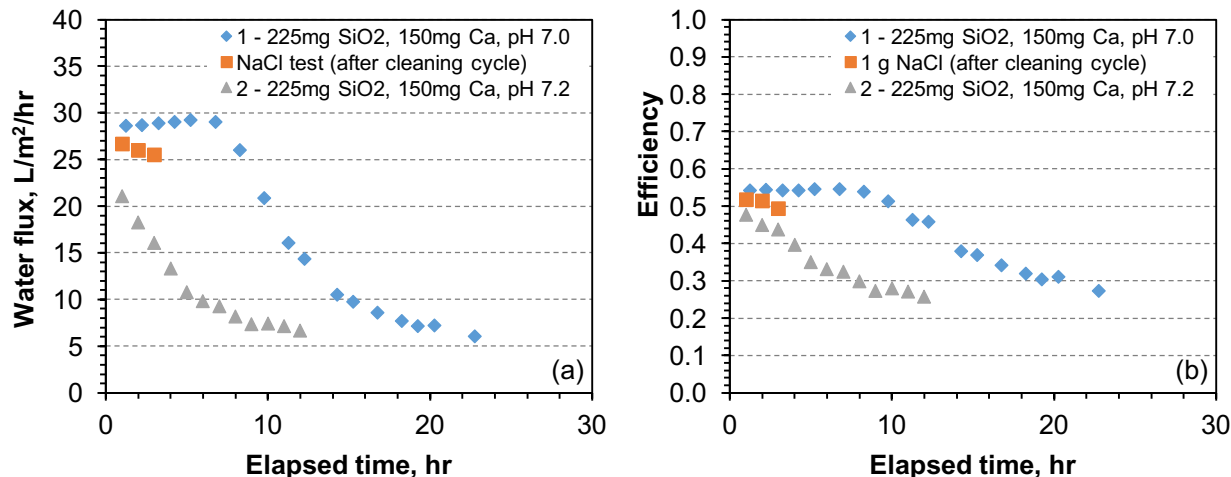 40
35
30
25
20
15
10
5
0
Water flux, L/m²/hr
1 - 225mg SiO2, 150mg Ca, pH 7.0
NaCl test (after cleaning cycle)
2 - 225mg SiO2, 150mg Ca, pH 7.2
(a)
0 10 20 30
Elapsed time, hr
1.0
0.9
0.8
0.7
0.6
0.5
0.4
0.3
0.2
0.1
0.0
Efficiency
1 - 225mg SiO2, 150mg Ca, pH 7.0
1 g NaCl (after cleaning cycle)
2 - 225mg SiO2, 150mg Ca, pH 7.2
(b)
0 10 20 30
Elapsed time, hr